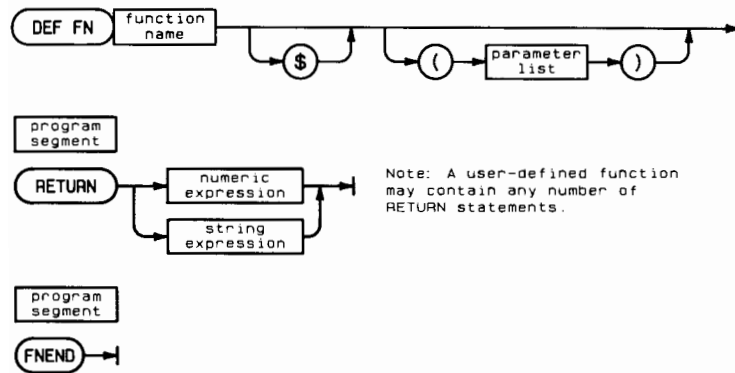 DEF FN function name
$ ( parameter list )
program segment
RETURN numeric expression
string expression
Note: A user-defined function
may contain any number of
RETURN statements.
program segment
FNEND